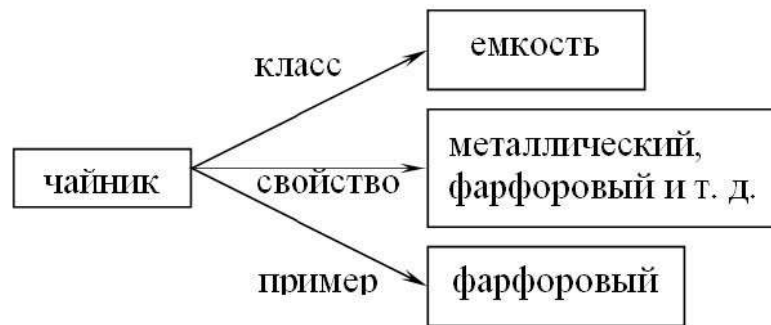 емкость
класс
металлический,
фарфоровый и т. д.
чайник
свойство
пример
фарфоровый